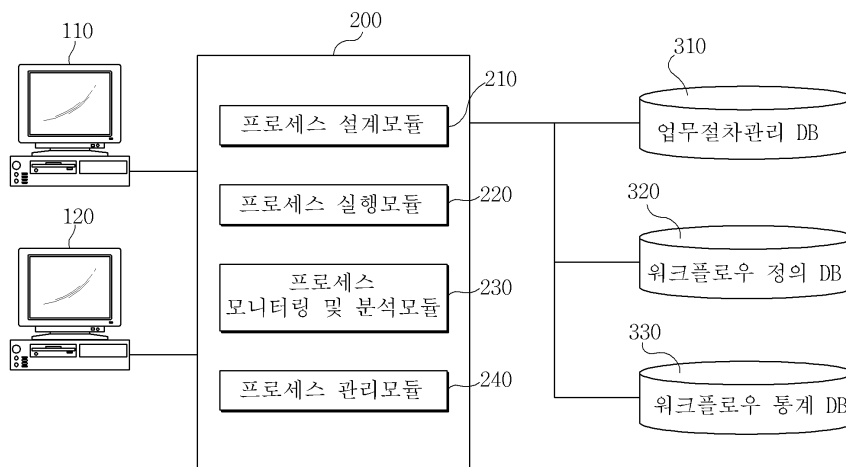 110
200
210
310
프로세스 설계모듈
업무절차관리 DB
120
220
320
프로세스 실행모듈
워크플로우 정의 DB
프로세스
모니터링 및 분석모듈
230
330
프로세스 관리모듈
240
워크플로우 통계 DB